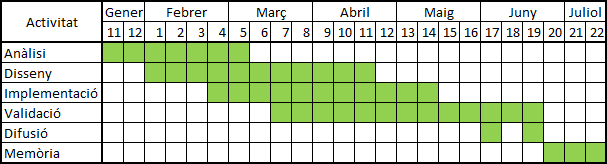 Activitat Gener Febrer Març Abril Maig Juny Juliol
11 12 1 2 3 4 5 6 7 8 9 10 11 12 13 14 15 16 17 18 19 20 21 22
Anàlisi
Disseny
Implementació
Validació
Difusió
Memòria